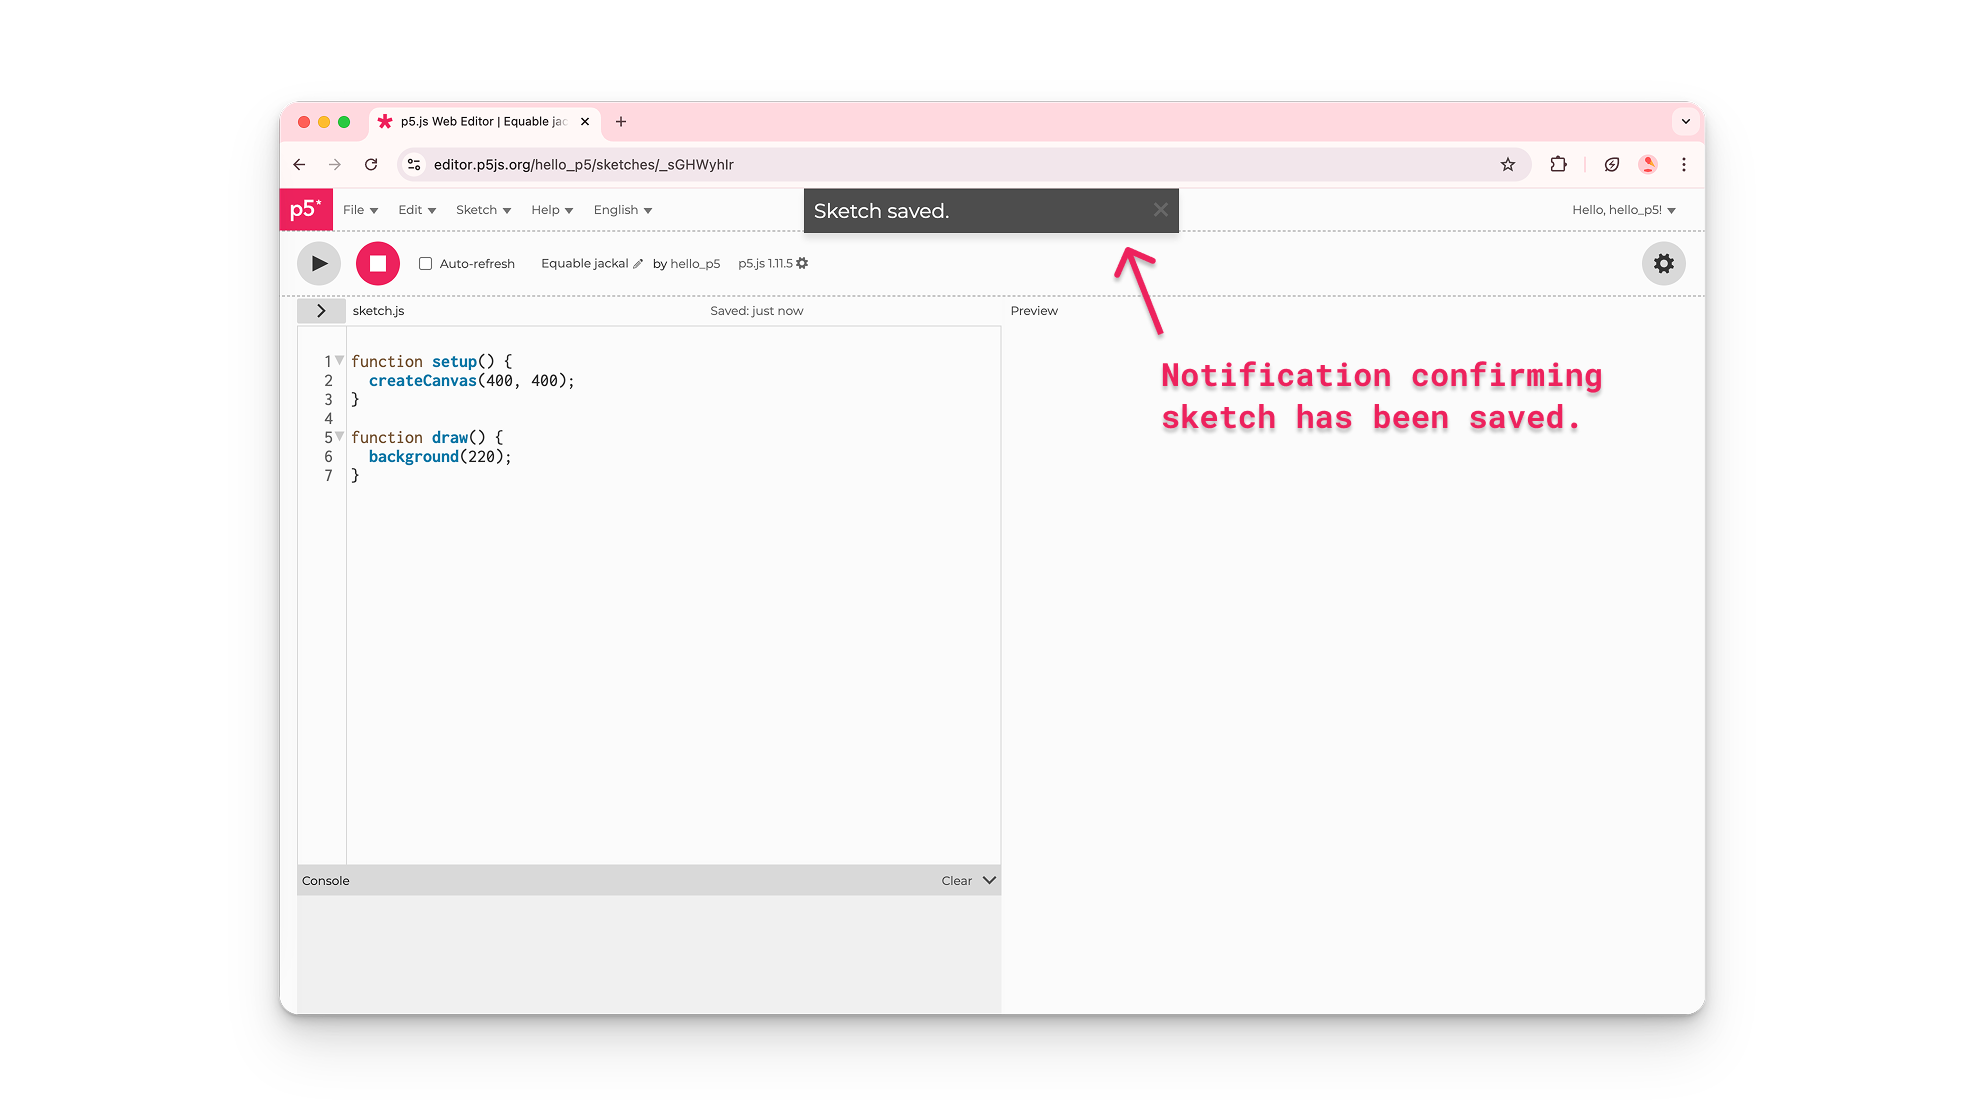 p5.js Web Editor | Equable jac
editor.p5js.org/hello_p5/sketches/_sGHWyhIr
p5* File Edit Sketch Help English Sketch saved. Hello, hello_p5!
Auto-refresh Equable jackal by hello_p5 p5.js 1.11.5
sketch.js Saved: just now Preview
1 function setup() {
2 createCanvas(400, 400);
3 }
4
5 function draw() {
6 background(220);
7 }
Notification confirming
sketch has been saved.
Console Clear